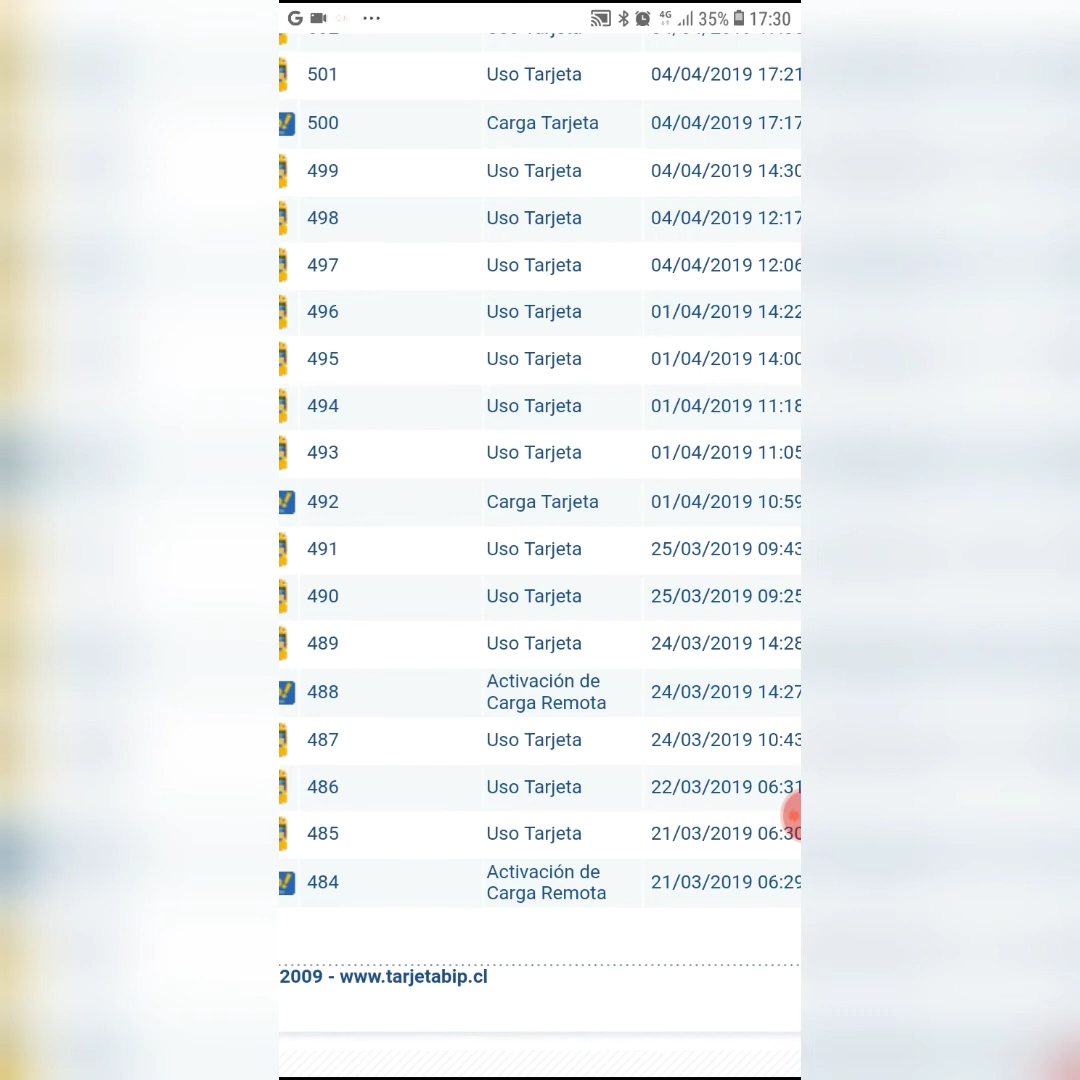 35% 17:30
501 Uso Tarjeta 04/04/2019 17:21
500 Carga Tarjeta 04/04/2019 17:17
499 Uso Tarjeta 04/04/2019 14:30
498 Uso Tarjeta 04/04/2019 12:17
497 Uso Tarjeta 04/04/2019 12:06
496 Uso Tarjeta 01/04/2019 14:22
495 Uso Tarjeta 01/04/2019 14:00
494 Uso Tarjeta 01/04/2019 11:18
493 Uso Tarjeta 01/04/2019 11:05
492 Carga Tarjeta 01/04/2019 10:59
491 Uso Tarjeta 25/03/2019 09:43
490 Uso Tarjeta 25/03/2019 09:25
489 Uso Tarjeta 24/03/2019 14:28
488 Activación de
Carga Remota 24/03/2019 14:27
487 Uso Tarjeta 24/03/2019 10:43
486 Uso Tarjeta 22/03/2019 06:31
485 Uso Tarjeta 21/03/2019 06:30
484 Activación de
Carga Remota 21/03/2019 06:29
2009 - www.tarjetabip.cl